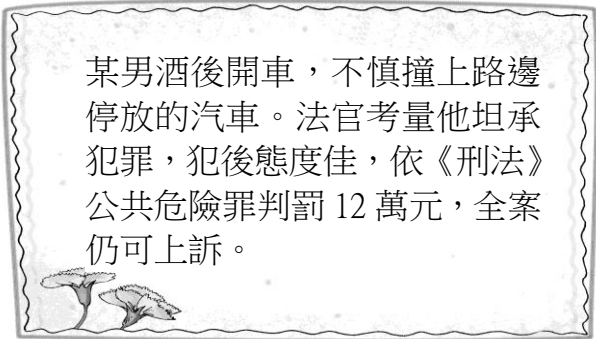 某男酒後開車，不慎撞上路邊
停放的汽車。法官考量他坦承
犯罪，犯後態度佳，依《刑法》
公共危險罪判罰 12 萬元，全案
仍可上訴。